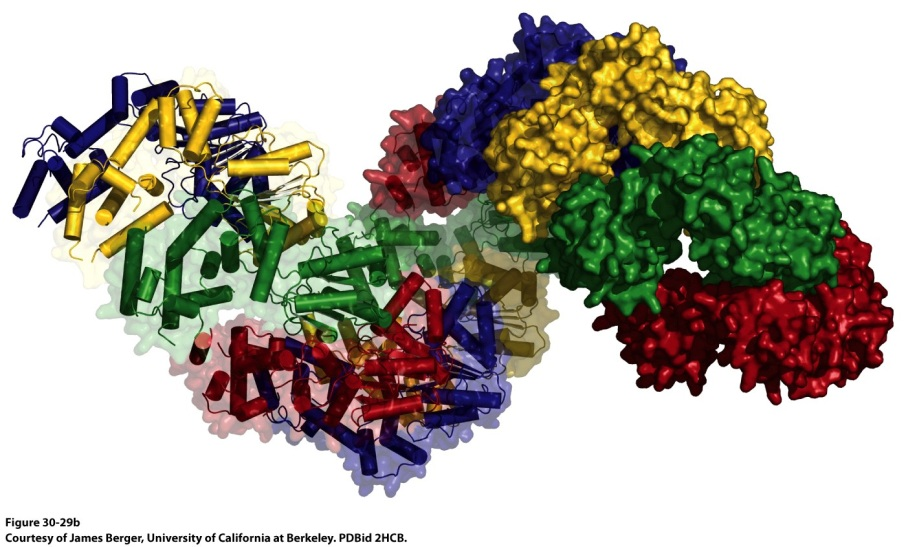 Figure 30-29b
Courtesy of James Berger, University of California at Berkeley. PDBid 2HCB.